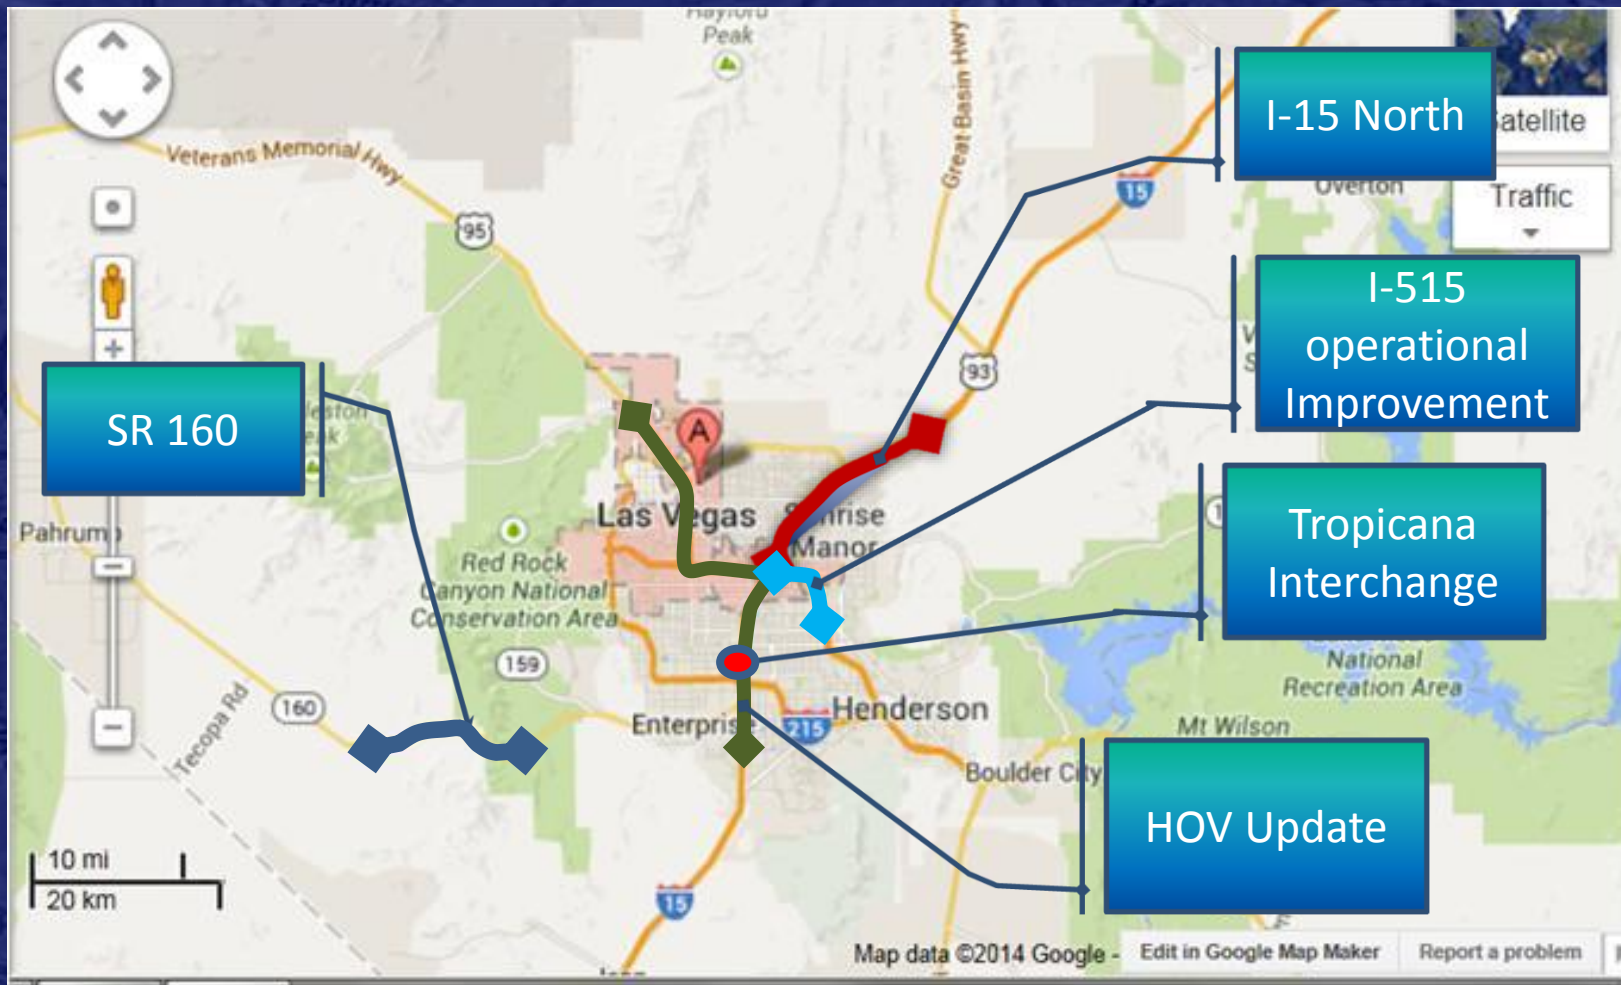 Hayford
Peak
Great Basin Hwy
I-15 North
Satellite
Veterans Memorial Hwy
15
Overton
Traffic
95
I-515
operational
Improvement
93
SR 160
A
Las Vegas
Sunrise
Manor
Tropicana
Interchange
Pahrump
Red Rock
Canyon National
Conservation Area
159
National
Recreation Area
160
Tecopa Rd
Enterprise
215
Henderson
Mt Wilson
Boulder City
HOV Update
10 mi
20 km
15
Map data ©2014 Google -
Edit in Google Map Maker
Report a problem